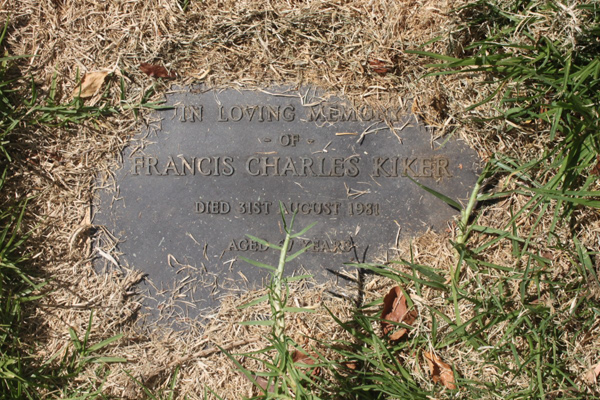 IN LOVING MEMORY
- OF -
FRANCIS CHARLES KIKER
DIED 31ST AUGUST 1981
AGED YEARS